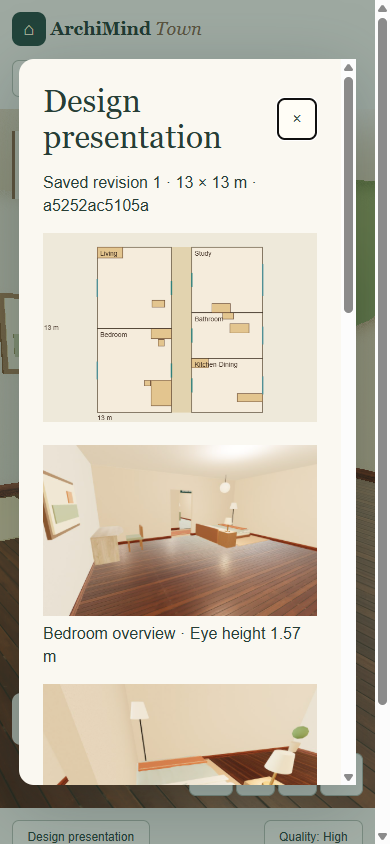 ArchiMind Town
Design
presentation
×
Saved revision 1 · 13 × 13 m ·
a5252ac5105a
Living
Study
13 m
Bathroom
Bedroom
Kitchen Dining
13 m
Bedroom overview · Eye height 1.57
m
Design presentation
Quality: High